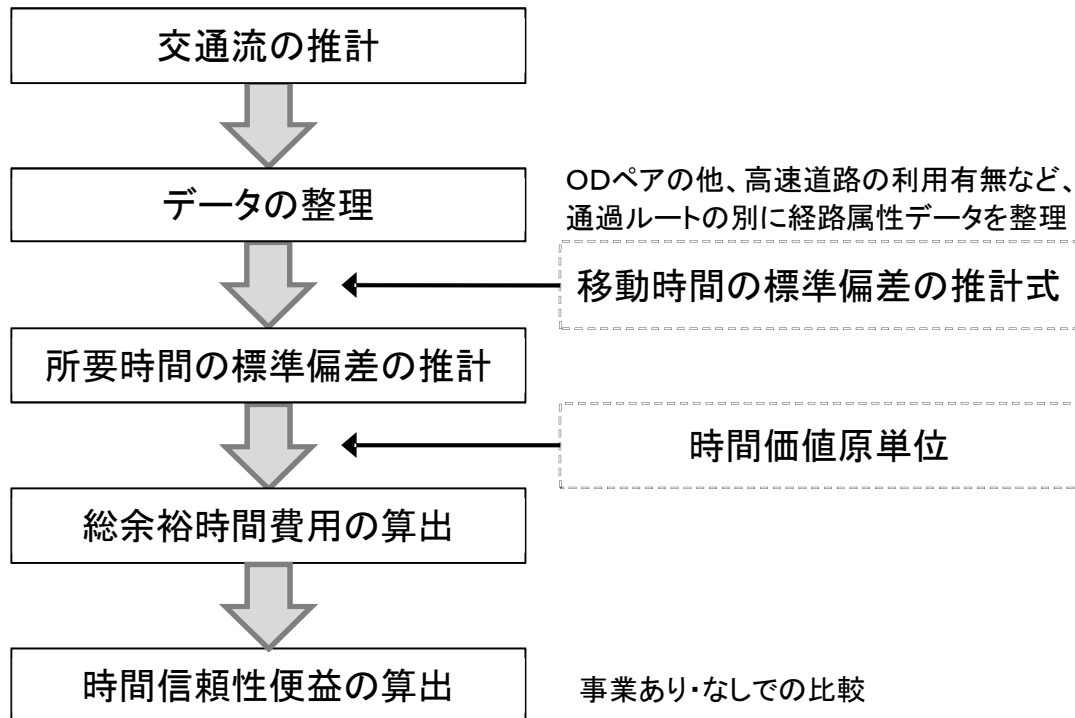 交通流の推計
データの整理
ODペアの他、高速道路の利用有無など、
通過ルートの別に経路属性データを整理
移動時間の標準偏差の推計式
所要時間の標準偏差の推計
時間価値原単位
総余裕時間費用の算出
時間信頼性便益の算出
事業あり・なしでの比較